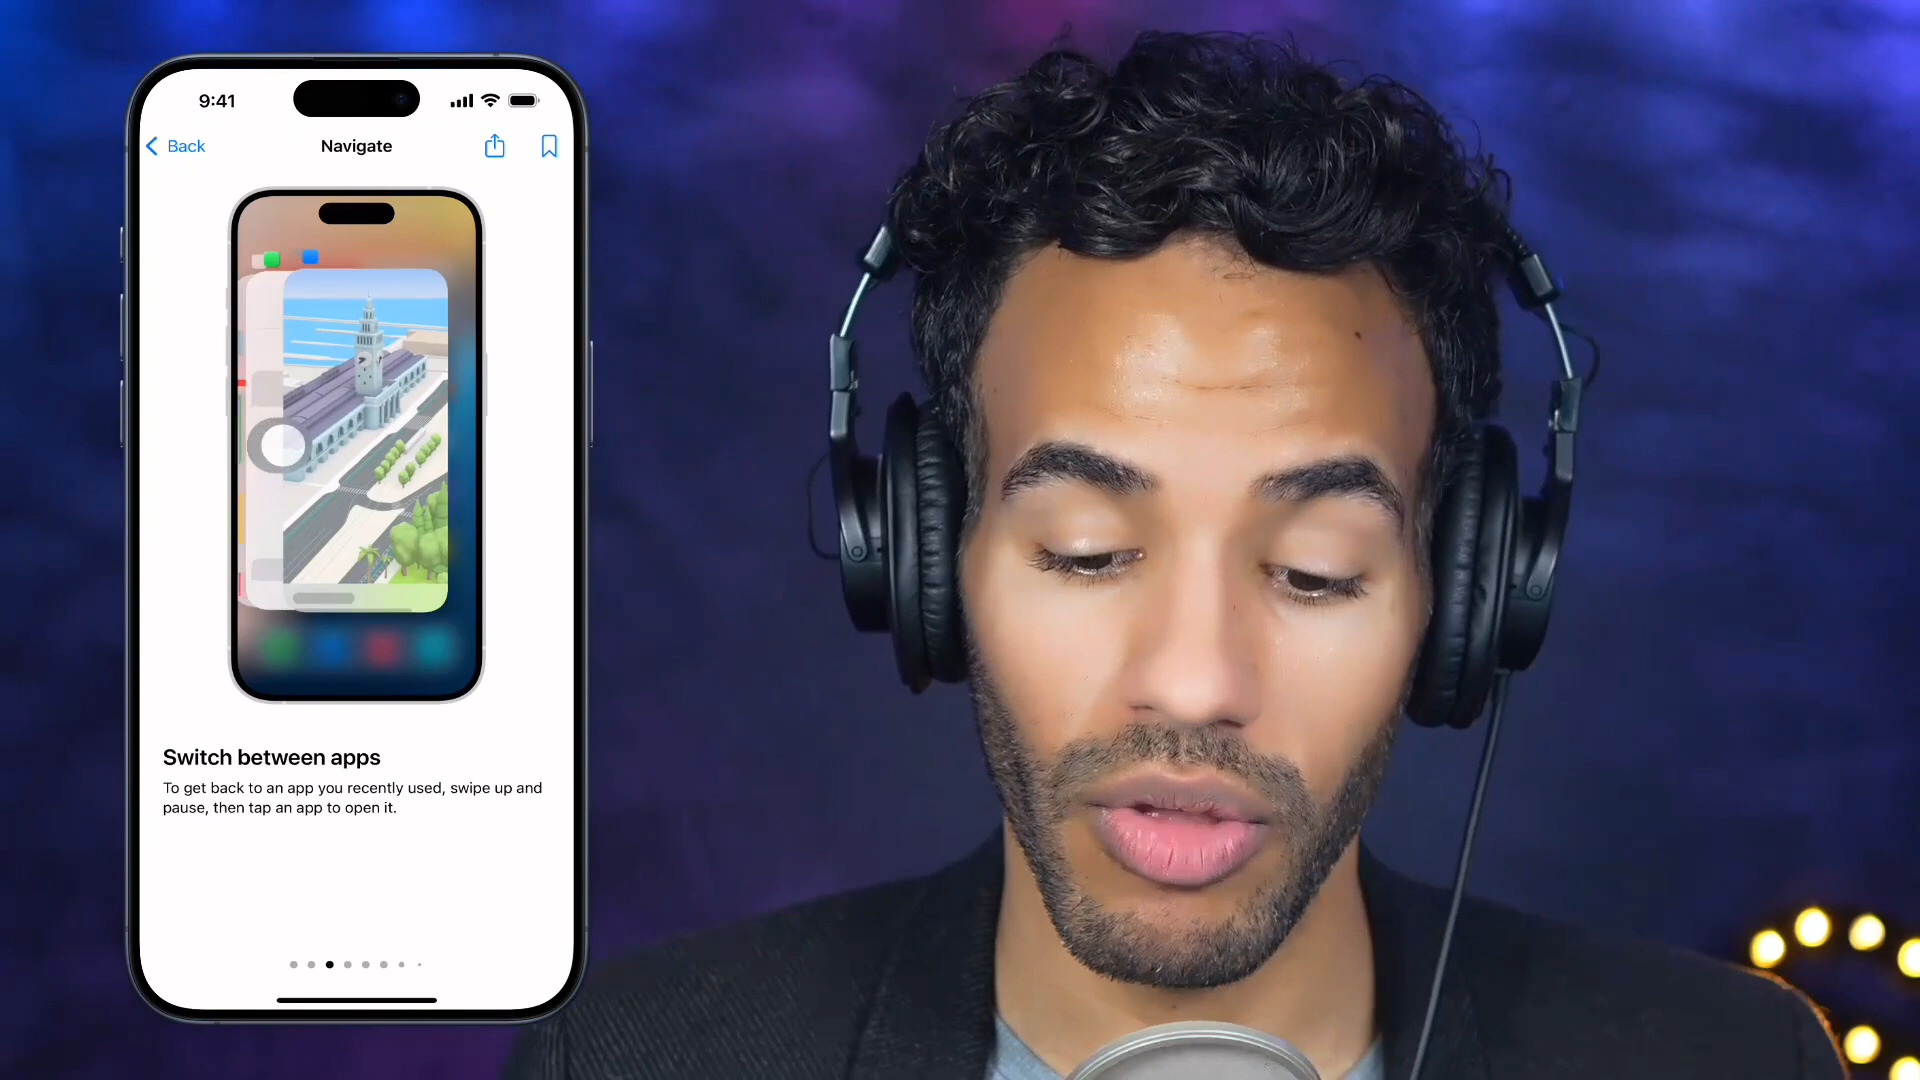 9:41
Back
Navigate
Switch between apps
To get back to an app you recently used, swipe up and
pause, then tap an app to open it.